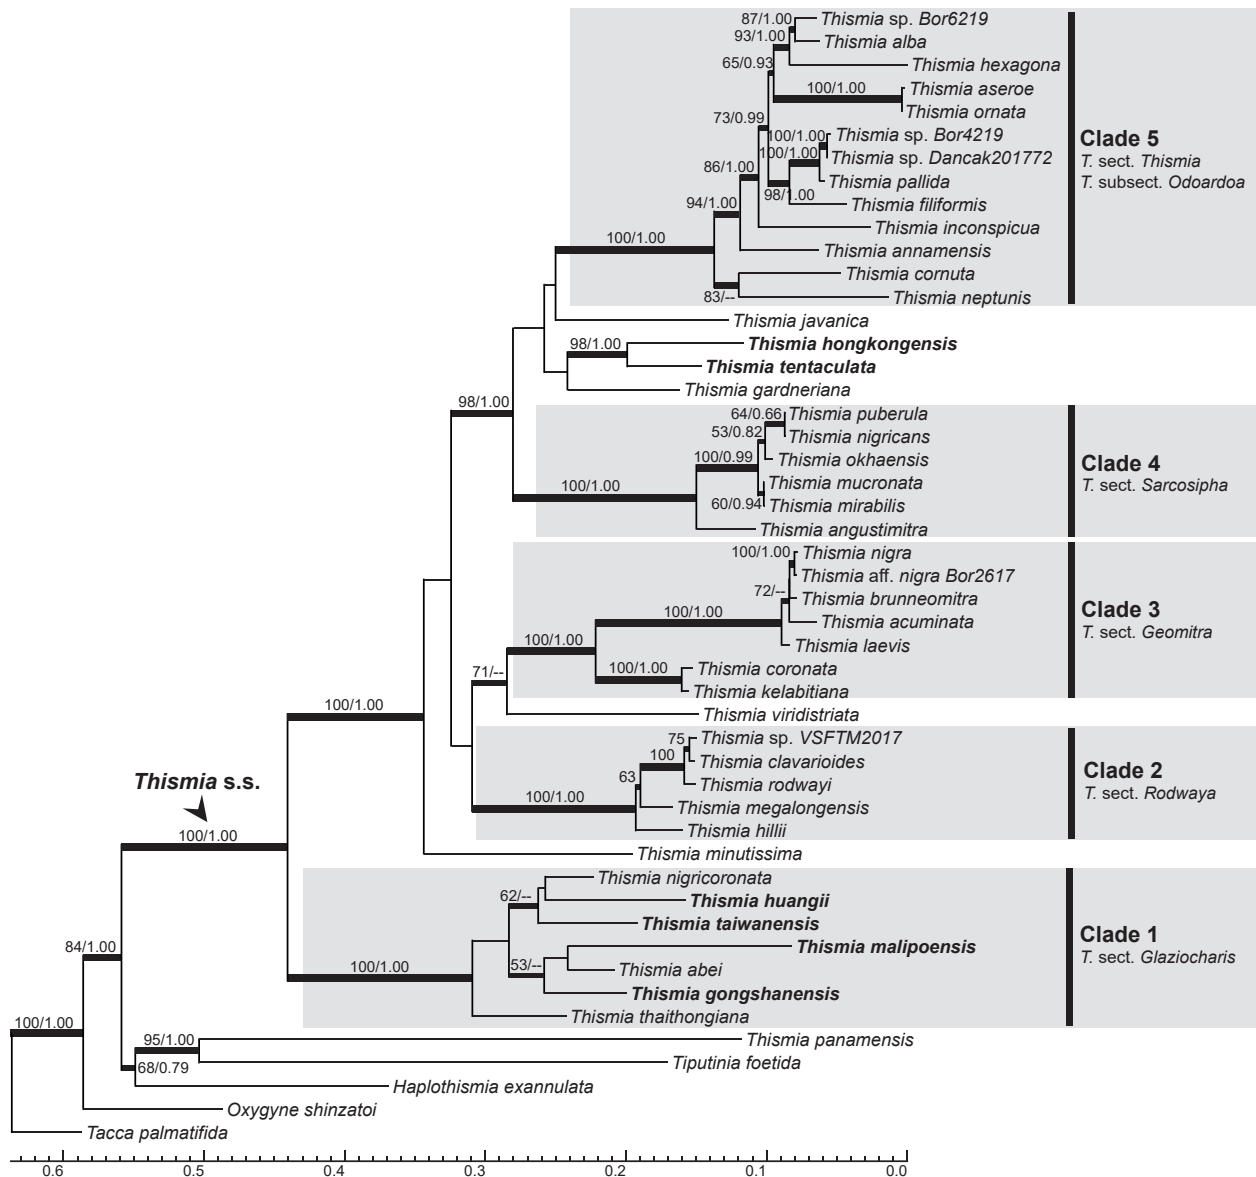 87/1.00
Thismia sp. Bor6219
93/1.00
Thismia alba
65/0.93
Thismia hexagona
100/1.00
Thismia aseroe
Thismia ornata
73/0.99
100/1.00
Thismia sp. Bor4219
100/1.00
Thismia sp. Dancak201772
86/1.00
Thismia pallida
98/1.00
Thismia filiformis
94/1.00
Thismia inconspicua
100/1.00
Thismia annamensis
Thismia cornuta
83/--
Thismia neptunis
Clade 5
T. sect. Thismia
T. subsect. Odoardoa
Thismia javanica
98/1.00
Thismia hongkongensis
Thismia tentaculata
Thismia gardneriana
98/1.00
64/0.66
Thismia puberula
53/0.82
Thismia nigricans
100/0.99
Thismia okhaensis
100/1.00
Thismia mucronata
60/0.94
Thismia mirabilis
Thismia angustimitra
Clade 4
T. sect. Sarcosipha
100/1.00
Thismia nigra
Thismia aff. nigra Bor2617
72/--
Thismia brunneomitra
100/1.00
Thismia acuminata
100/1.00
Thismia laevis
100/1.00
Thismia coronata
Thismia kelabitiana
Clade 3
T. sect. Geomitra
71/--
Thismia viridistriata
100/1.00
75
Thismia sp. VSFTM2017
100
Thismia clavarioides
63
Thismia rodwayi
100/1.00
Thismia megalongensis
Thismia hillii
Clade 2
T. sect. Rodwaya
Thismia s.s.
100/1.00
Thismia minutissima
Thismia nigricoronata
62/--
Thismia huangii
Thismia taiwanensis
100/1.00
Thismia malipoensis
53/--
Thismia abei
Thismia gongshanensis
Thismia thaithongiana
Clade 1
T. sect. Glaziocharis
84/1.00
100/1.00
95/1.00
Thismia panamensis
68/0.79
Tiputinia foetida
Haplothismia exannulata
Oxygyne shinzatoi
Tacca palmatifida
0.6 0.5 0.4 0.3 0.2 0.1 0.0